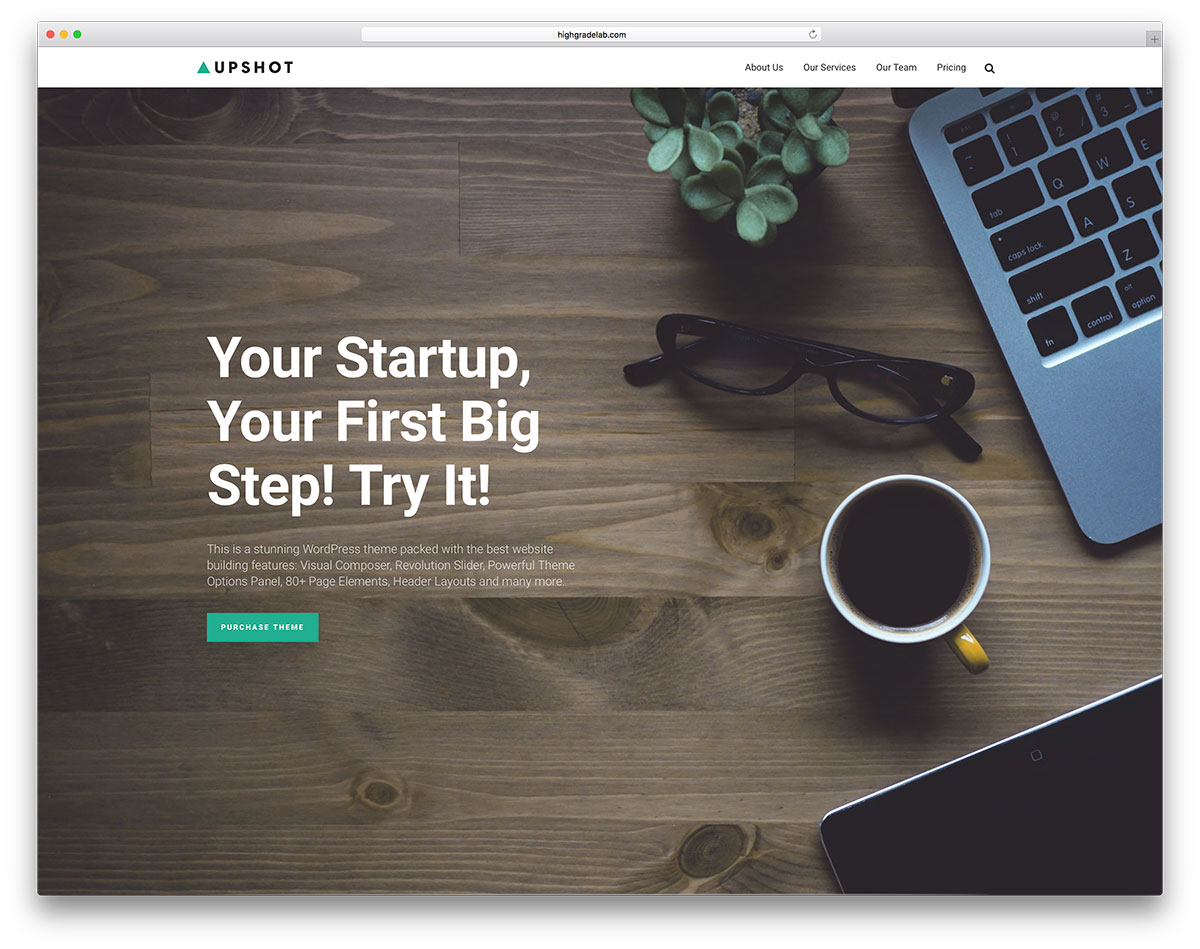 highgradelab.com
UPSHOT
About Us Our Services Our Team Pricing
Your Startup,
Your First Big
Step! Try It!
This is a stunning WordPress theme packed with the best website
building features: Visual Composer, Revolution Slider, Powerful Theme
Options Panel, 80+ Page Elements, Header Layouts and many more.
PURCHASE THEME
esc
~ ! @ # 4
` 1 2 3
tab Q W E
caps lock A S
shift Z
fn control alt
option